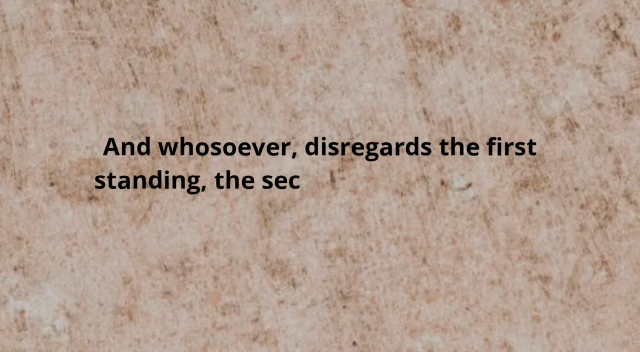 And whosoever, disregards the first
standing, the sec